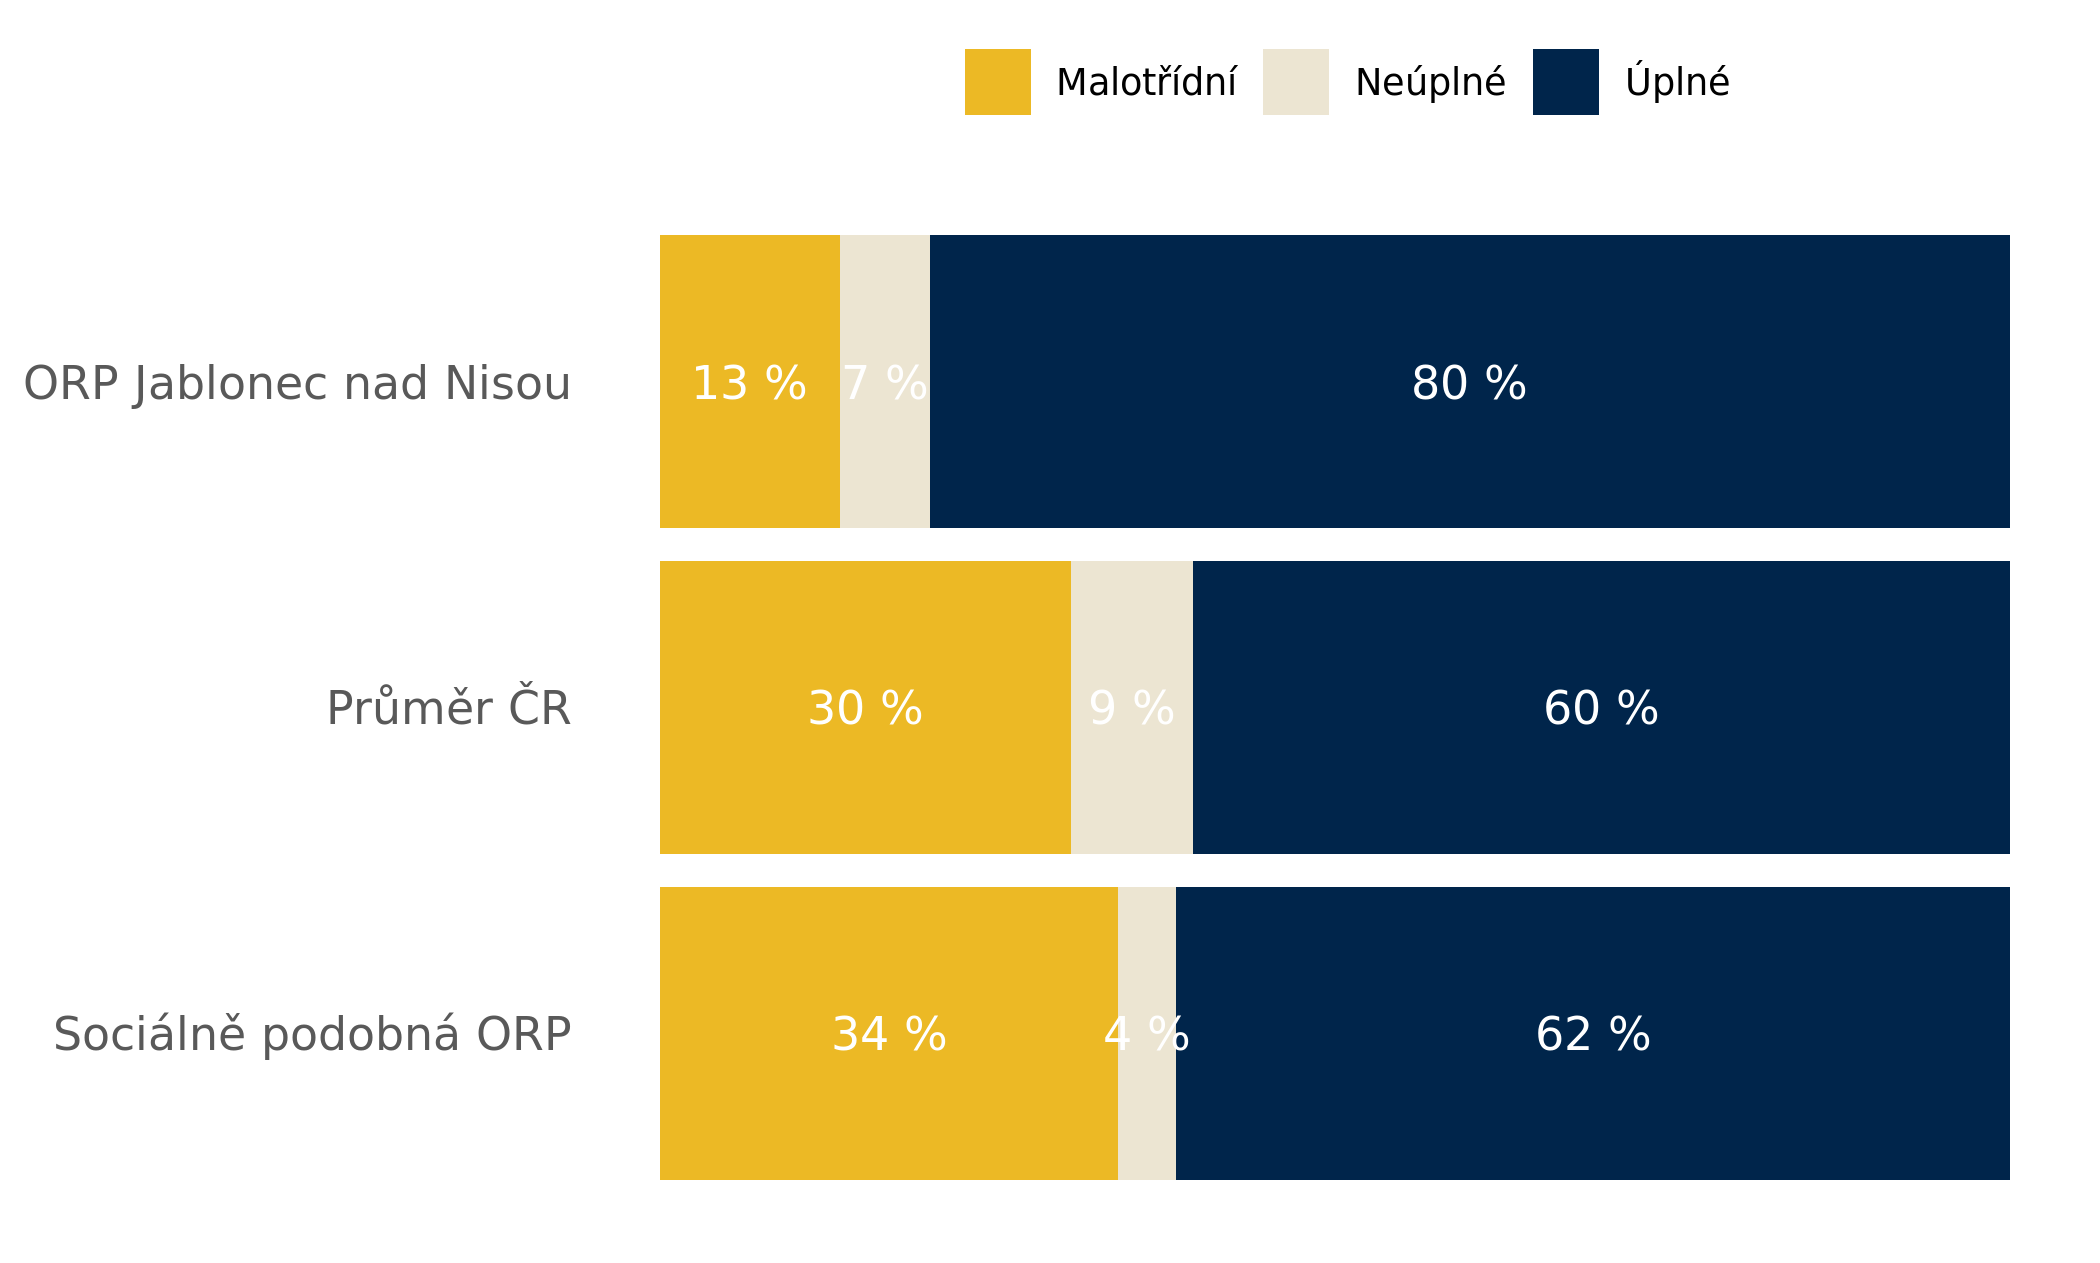 Malotřídní Neúplné Úplné
ORP Jablonec nad Nisou 13 % 7 % 80 %
Průměr ČR 30 % 9 % 60 %
Sociálně podobná ORP 34 % 4 % 62 %